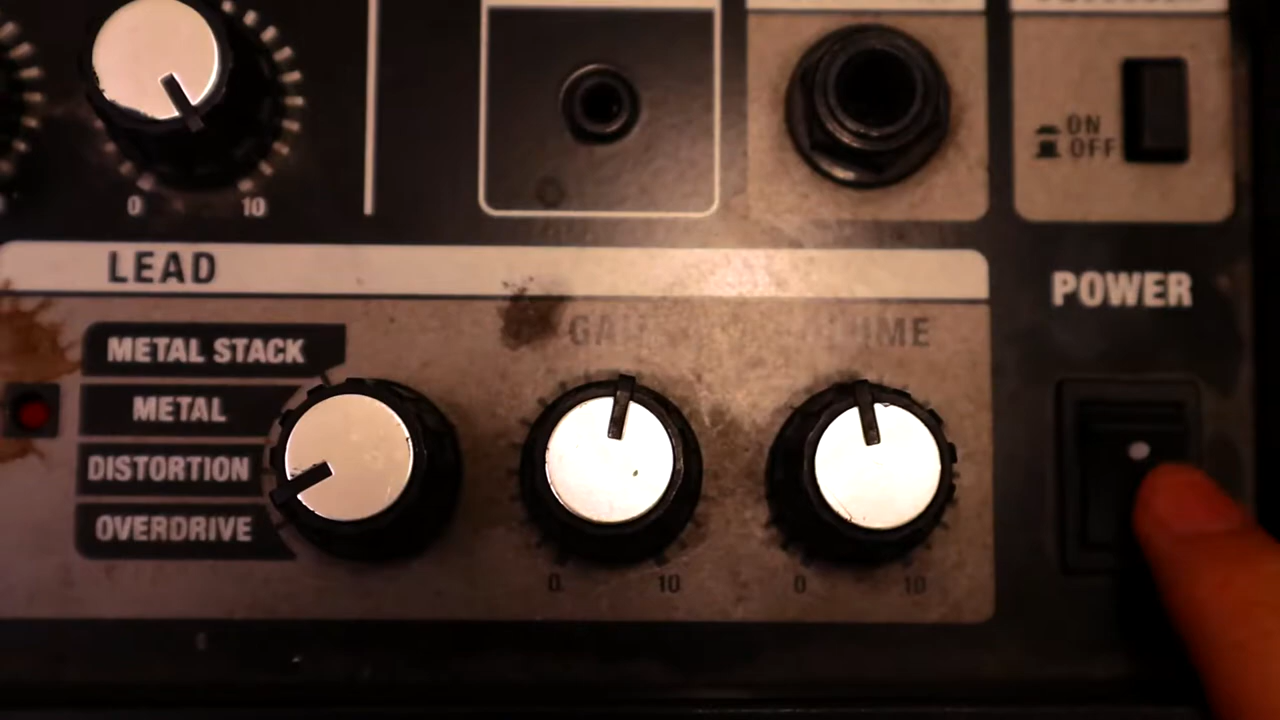 ON
OFF
0 10
LEAD
POWER
METAL STACK
METAL
DISTORTION
OVERDRIVE
0 10
0 10